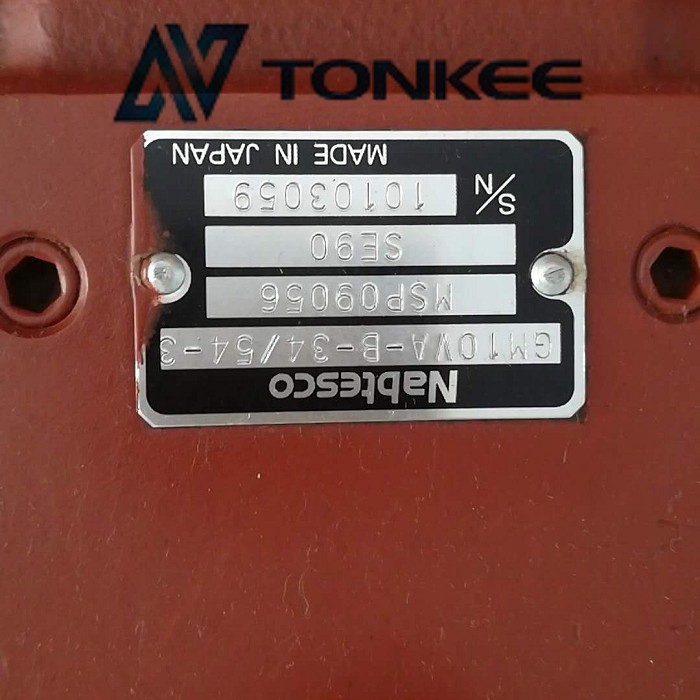 TONKEE
Nabtesco
GM10VA-B-34/54-3
MSP09056
SE90
S/N 10103059
MADE IN JAPAN